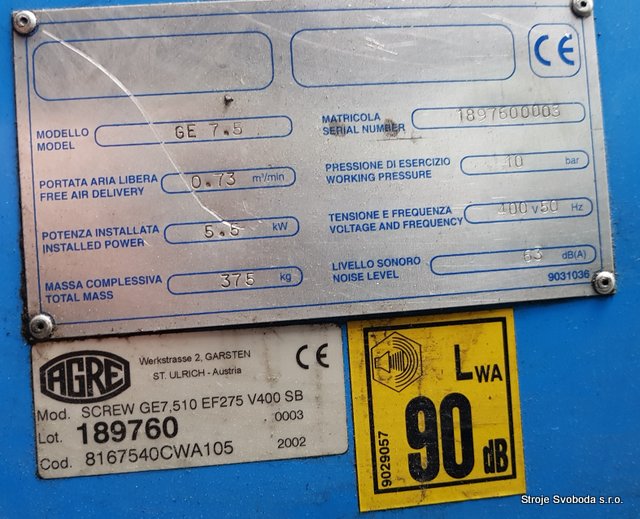 CE
MODELLO
MODEL
GE 7.5
MATRICOLA
SERIAL NUMBER
1897600003
PORTATA ARIA LIBERA
FREE AIR DELIVERY
0.73 m³/min
PRESSIONE DI ESERCIZIO
WORKING PRESSURE
10 bar
POTENZA INSTALLATA
INSTALLED POWER
5.5 kW
TENSIONE E FREQUENZA
VOLTAGE AND FREQUENCY
400 V 50 Hz
MASSA COMPLESSIVA
TOTAL MASS
375 kg
LIVELLO SONORO
NOISE LEVEL
63 dB(A)
9031036
AGRE
Werkstrasse 2, GARSTEN
ST. ULRICH - Austria
CE
Mod. SCREW GE7,510 EF275 V400 SB
Lot. 189760 0003
Cod. 8167540CWA105 2002
LWA
90 dB
9029057
Stroje Svoboda s.r.o.